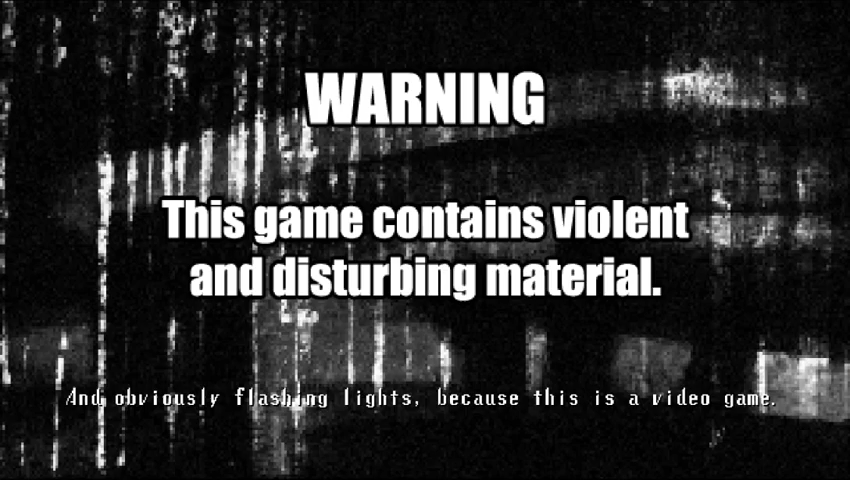 WARNING
This game contains violent
and disturbing material.
And obviously flashing lights, because this is a video game.